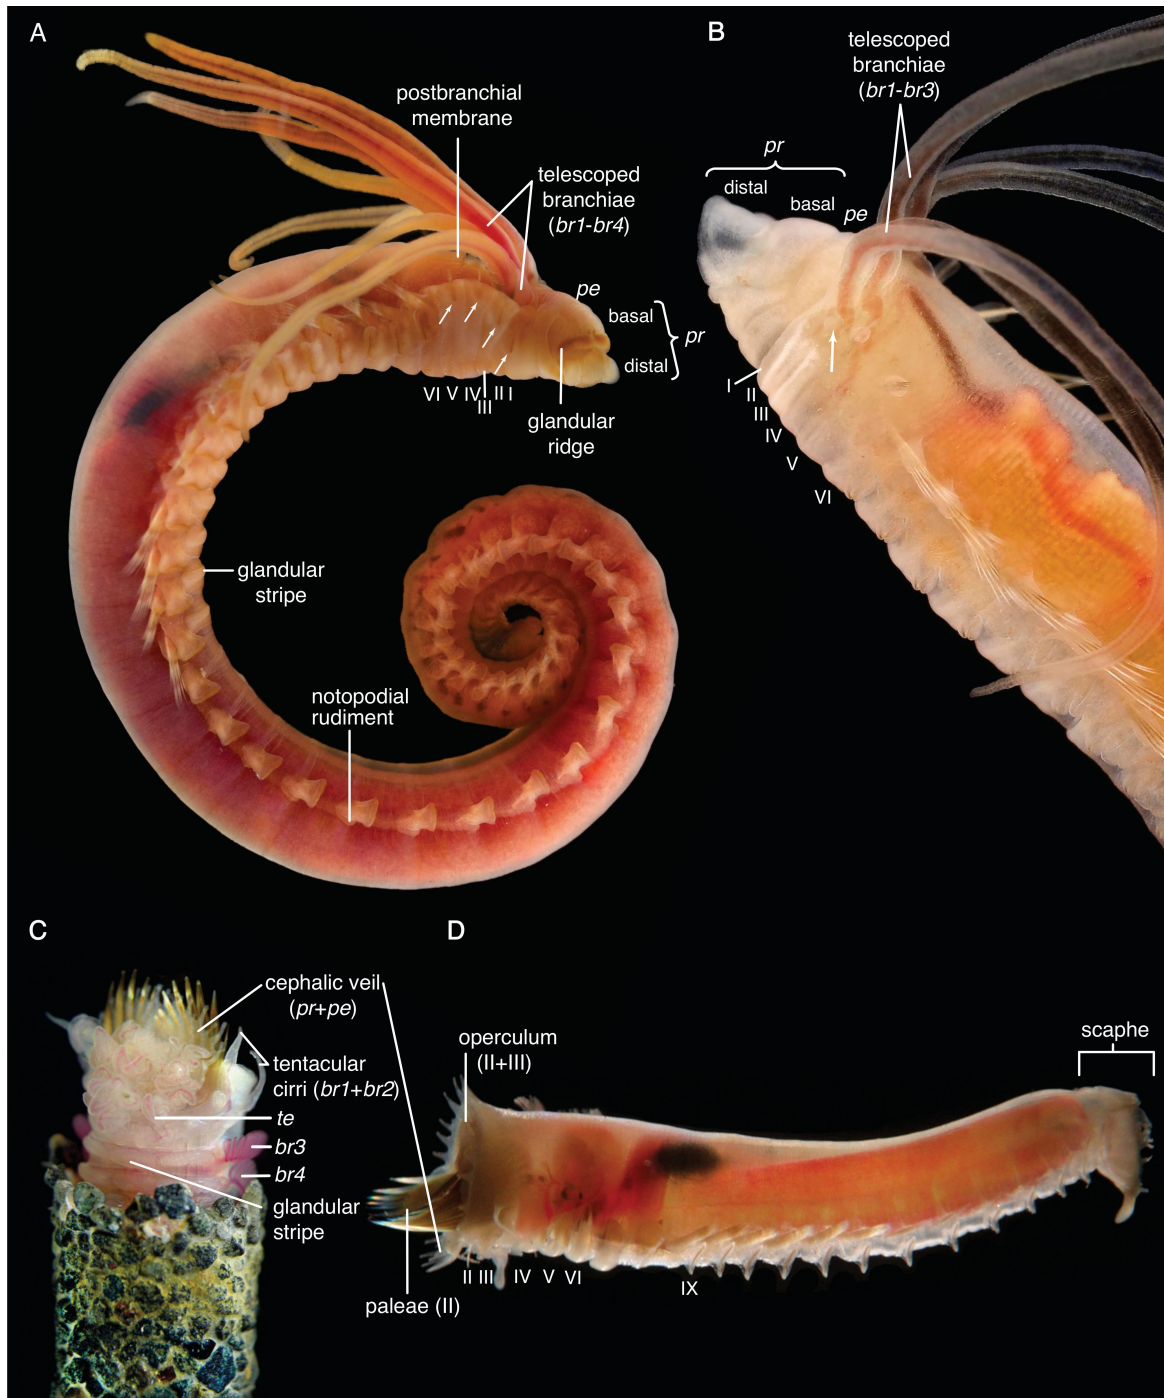 A
postbranchial
membrane
telescoped
branchiae
(br1-br4)
pe
basal
pr
distal
VI V IV III II I
glandular
ridge
glandular
stripe
notopodial
rudiment
B
telescoped
branchiae
(br1-br3)
pr
distal
basal
pe
I
II
III
IV
V
VI
C
cephalic veil
(pr+pe)
tentacular
cirri (br1+br2)
te
br3
br4
glandular
stripe
D
operculum
(II+III)
scaphe
II III IV V VI
IX
paleae (II)